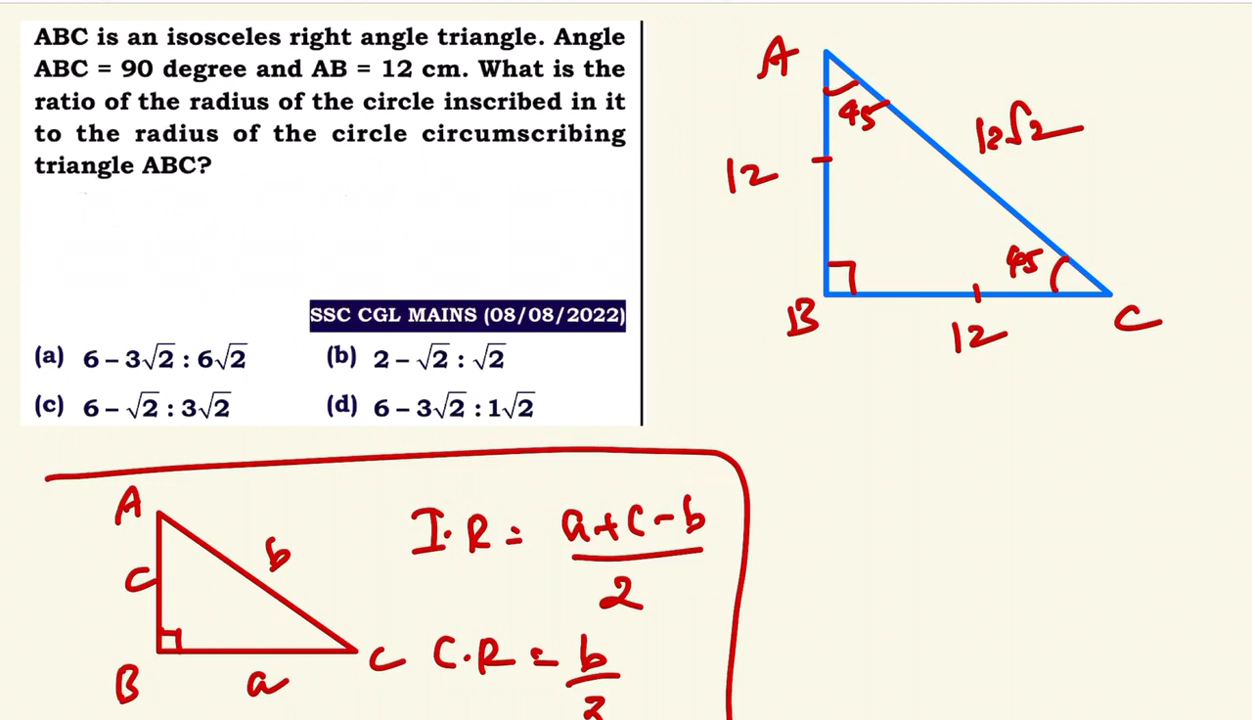 ABC is an isosceles right angle triangle. Angle
ABC = 90 degree and AB = 12 cm. What is the
ratio of the radius of the circle inscribed in it
to the radius of the circle circumscribing
triangle ABC?
SSC CGL MAINS (08/08/2022)
(a) 6 – 3√2 : 6√2 (b) 2 – √2 : √2
(c) 6 – √2 : 3√2 (d) 6 – 3√2 : 1√2
A
45
12√2
12
45
B
12
C
A
b
c
B
a
C
I.R = a+c-b
2
C.R = b
2